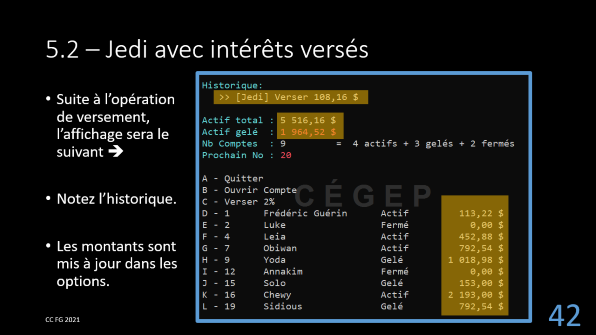 5.2 – Jedi avec intérêts versés
• Suite à l'opération
de versement,
l'affichage sera le
suivant ➔
• Notez l'historique.
• Les montants sont
mis à jour dans les
options.
Historique:
>> [Jedi] Verser 108,16 $
Actif total : 5 516,16 $
Actif gelé : 1 964,52 $
Nb Comptes : 9 = 4 actifs + 3 gelés + 2 fermés
Prochain No : 20
A - Quitter
B - Ouvrir Compte
C - Verser 2%
D - 1 Frédéric Guérin Actif 113,22 $
E - 2 Luke Fermé 0,00 $
F - 4 Leia Actif 452,88 $
G - 7 Obiwan Actif 792,54 $
H - 9 Yoda Gelé 1 018,98 $
I - 12 Annakim Fermé 0,00 $
J - 15 Solo Gelé 153,00 $
K - 16 Chewy Actif 2 193,00 $
L - 19 Sidious Gelé 792,54 $
CÉGEP
CC FG 2021
42